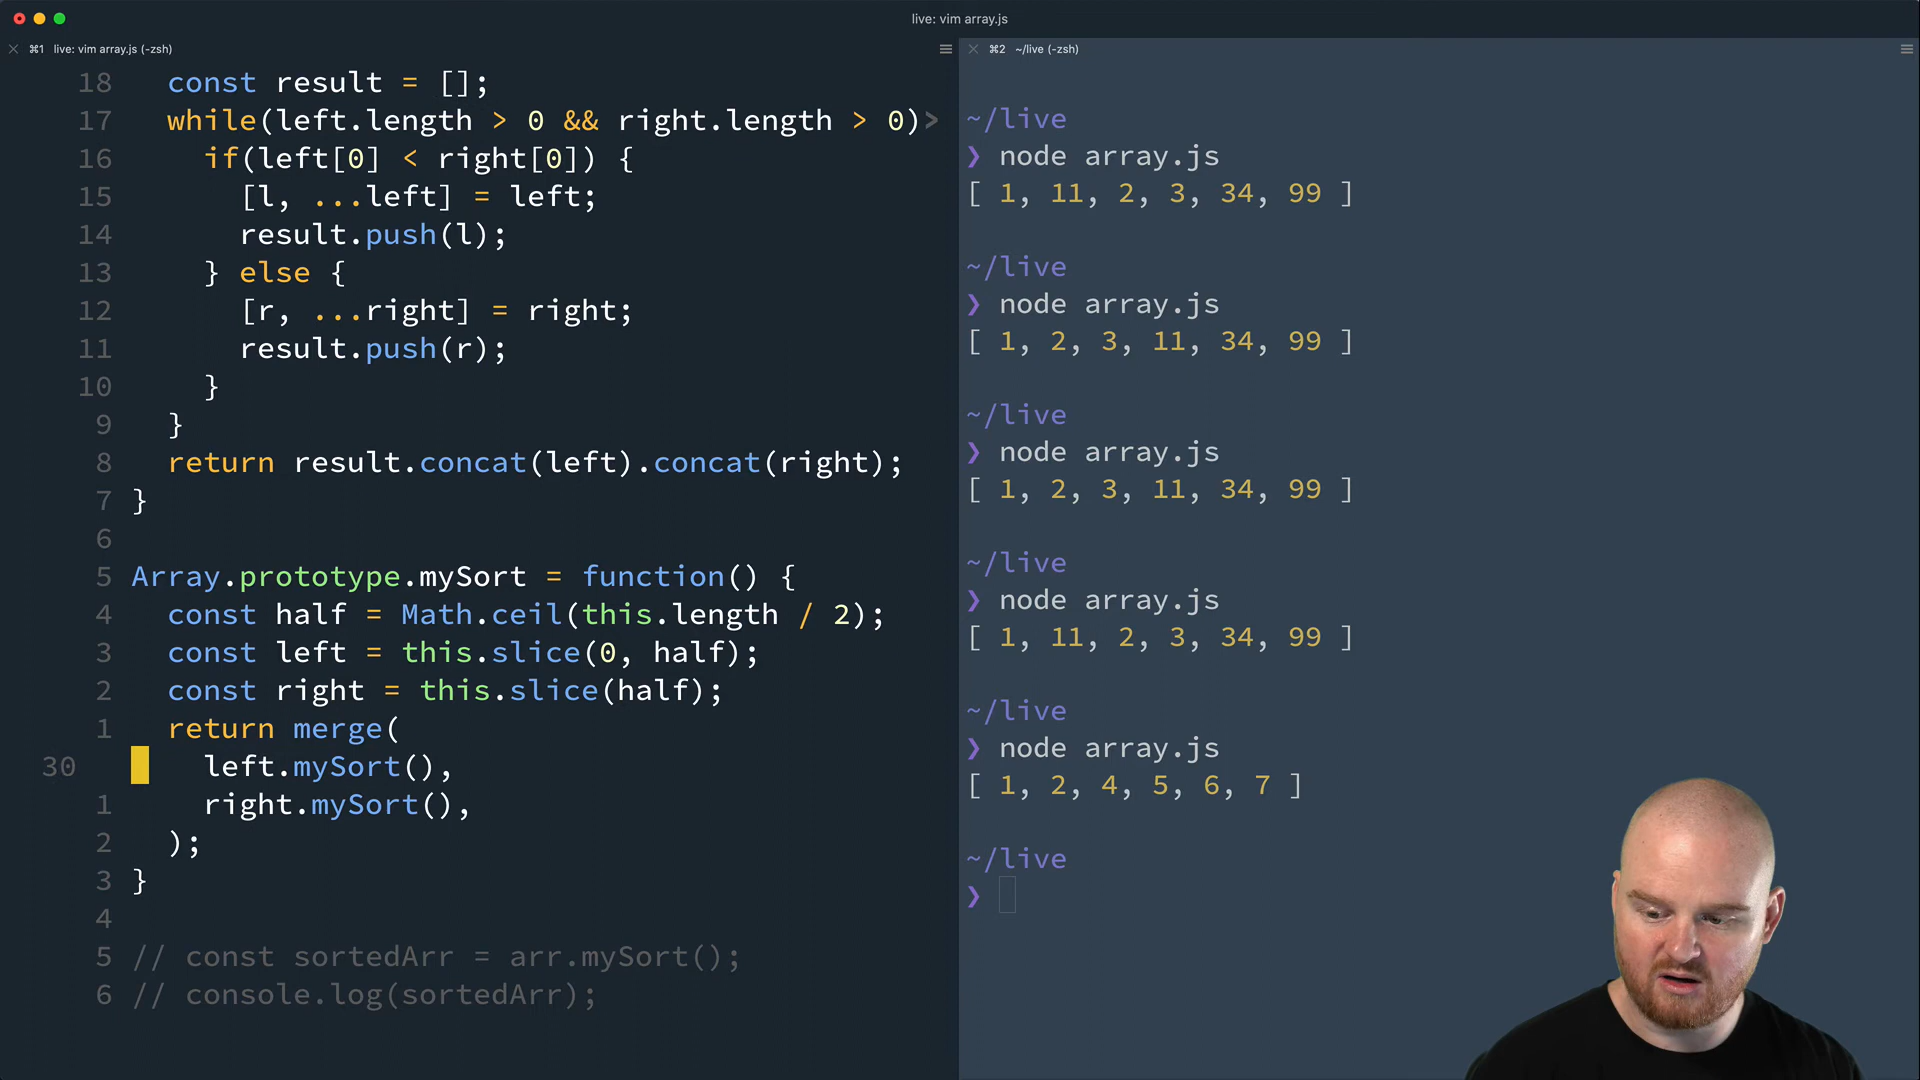 live: vim array.js
⌘1 live: vim array.js (-zsh)
⌘2 ~/live (-zsh)
18 const result = [];
17 while(left.length > 0 && right.length > 0)>
16 if(left[0] < right[0]) {
15 [l, ...left] = left;
14 result.push(l);
13 } else {
12 [r, ...right] = right;
11 result.push(r);
10 }
9 }
8 return result.concat(left).concat(right);
7 }
6
5 Array.prototype.mySort = function() {
4 const half = Math.ceil(this.length / 2);
3 const left = this.slice(0, half);
2 const right = this.slice(half);
1 return merge(
30 left.mySort(),
1 right.mySort(),
2 );
3 }
4
5 // const sortedArr = arr.mySort();
6 // console.log(sortedArr);
~/live
❯ node array.js
[ 1, 11, 2, 3, 34, 99 ]
~/live
❯ node array.js
[ 1, 2, 3, 11, 34, 99 ]
~/live
❯ node array.js
[ 1, 2, 3, 11, 34, 99 ]
~/live
❯ node array.js
[ 1, 11, 2, 3, 34, 99 ]
~/live
❯ node array.js
[ 1, 2, 4, 5, 6, 7 ]
~/live
❯